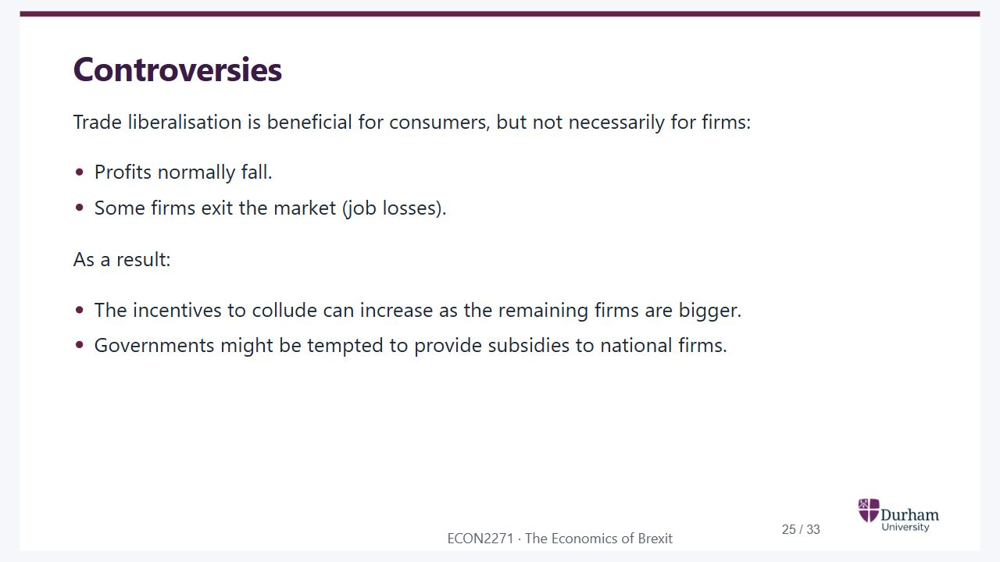 Controversies
Trade liberalisation is beneficial for consumers, but not necessarily for firms:
• Profits normally fall.
• Some firms exit the market (job losses).
As a result:
• The incentives to collude can increase as the remaining firms are bigger.
• Governments might be tempted to provide subsidies to national firms.
ECON2271 · The Economics of Brexit
25 / 33
Durham
University